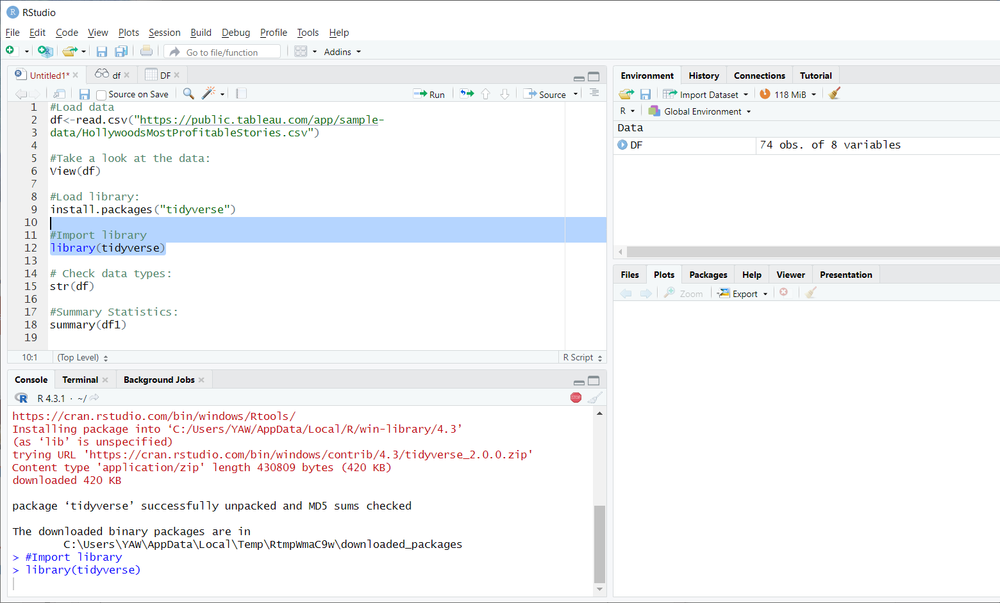 RStudio
File Edit Code View Plots Session Build Debug Profile Tools Help
Go to file/function Addins
Untitled1* df DF
Source on Save Run Source
1 #Load data
2 df<-read.csv("https://public.tableau.com/app/sample-
3 data/HollywoodsMostProfitableStories.csv")
4
5 #Take a look at the data:
6 View(df)
7
8 #Load library:
9 install.packages("tidyverse")
10
11 #Import library
12 library(tidyverse)
13
14 # Check data types:
15 str(df)
16
17 #Summary Statistics:
18 summary(df1)
19
10:1 (Top Level) R Script
Console Terminal Background Jobs
R 4.3.1 · ~/
STOP
https://cran.rstudio.com/bin/windows/Rtools/
Installing package into ‘C:/Users/YAW/AppData/Local/R/win-library/4.3’
(as ‘lib’ is unspecified)
trying URL 'https://cran.rstudio.com/bin/windows/contrib/4.3/tidyverse_2.0.0.zip'
Content type 'application/zip' length 430809 bytes (420 KB)
downloaded 420 KB
package ‘tidyverse’ successfully unpacked and MD5 sums checked
The downloaded binary packages are in
C:\Users\YAW\AppData\Local\Temp\RtmpWmaC9w\downloaded_packages
> #Import library
> library(tidyverse)
Environment History Connections Tutorial
Import Dataset 118 MiB
R Global Environment
Data
DF 74 obs. of 8 variables
Files Plots Packages Help Viewer Presentation
Zoom Export